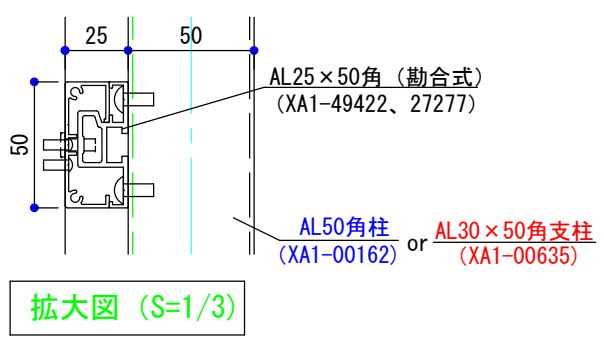 25
50
50
AL25×50角（勘合式）
(XA1-49422、27277)
AL50角柱
(XA1-00162)
or
AL30×50角支柱
(XA1-00635)
拡大図（S=1/3）